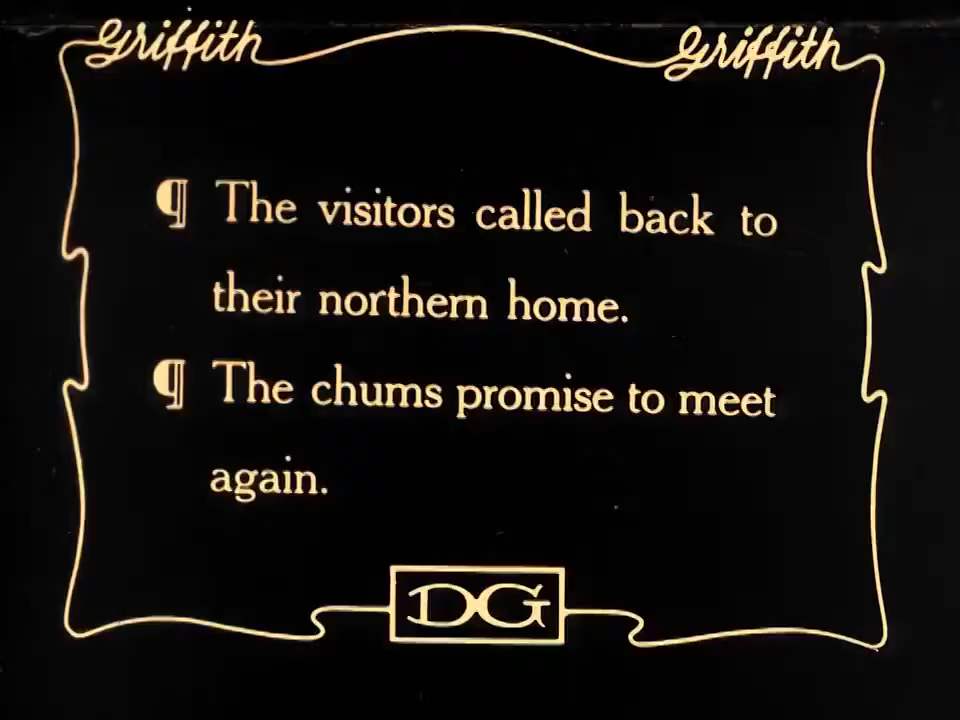 Griffith Griffith
¶ The visitors called back to
their northern home.
¶ The chums promise to meet
again.
DG